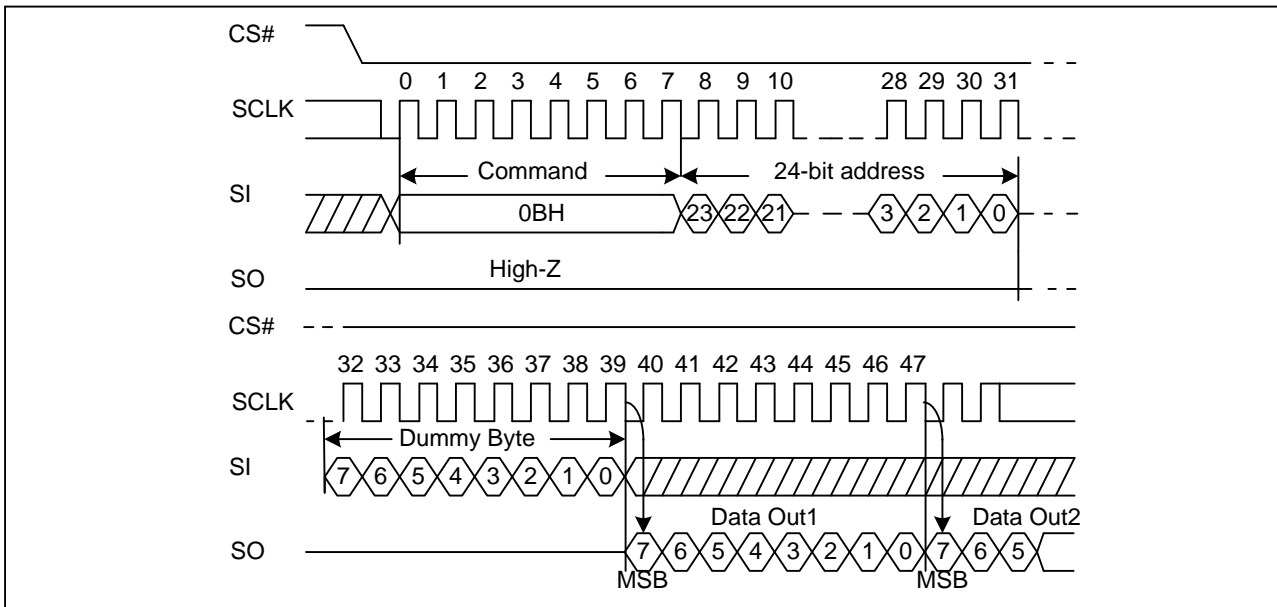 CS#
0 1 2 3 4 5 6 7 8 9 10 28 29 30 31
SCLK
Command 24-bit address
SI
0BH 23 22 21 3 2 1 0
High-Z
SO
CS#
32 33 34 35 36 37 38 39 40 41 42 43 44 45 46 47
SCLK
Dummy Byte
SI 7 6 5 4 3 2 1 0
Data Out1 Data Out2
SO 7 6 5 4 3 2 1 0 7 6 5
MSB MSB